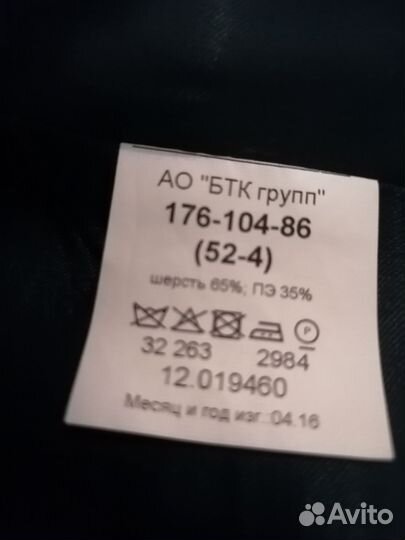 АО "БТК групп"
176-104-86
(52-4)
шерсть 65%; ПЭ 35%
P
32 263 2984
12.019460
Месяц и год изг.:04.16
Avito